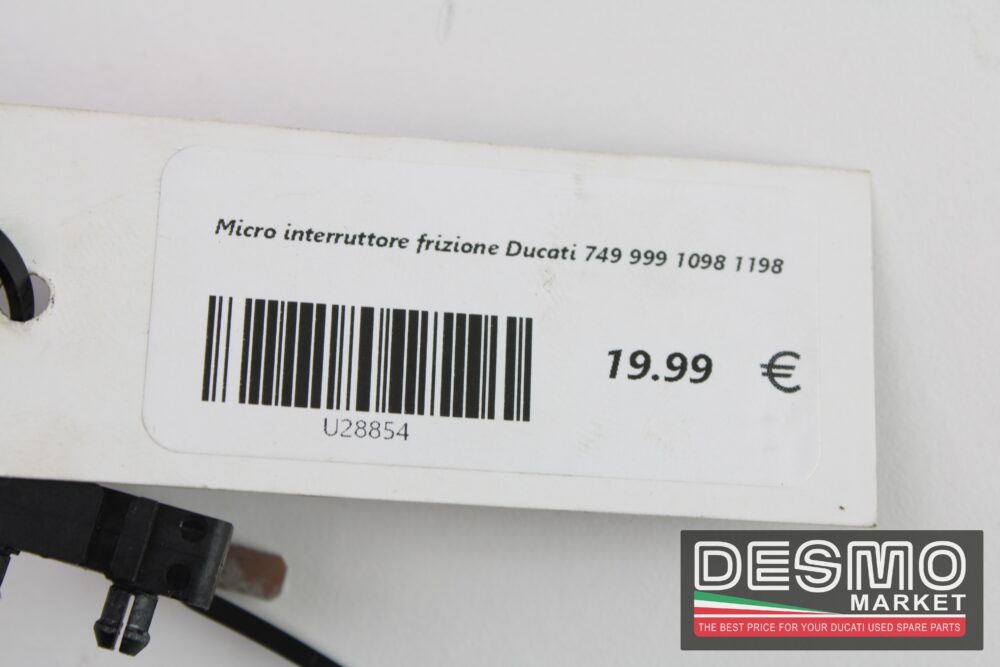 Micro interruttore frizione Ducati 749 999 1098 1198
19.99 €
U28854
DESMO
MARKET
THE BEST PRICE FOR YOUR DUCATI USED SPARE PARTS